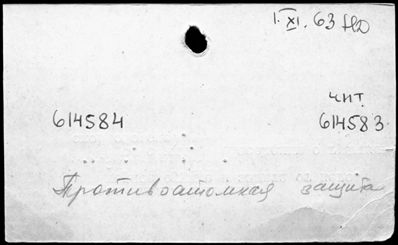 1. XI. 63
чит.
614584 614583
Противоатомная защита